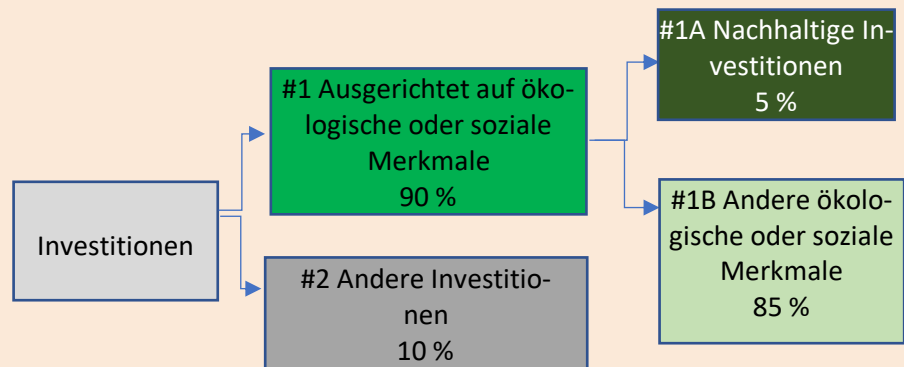 Investitionen
#1 Ausgerichtet auf öko-
logische oder soziale
Merkmale
90 %
#2 Andere Investitio-
nen
10 %
#1A Nachhaltige In-
vestitionen
5 %
#1B Andere ökolo-
gische oder soziale
Merkmale
85 %